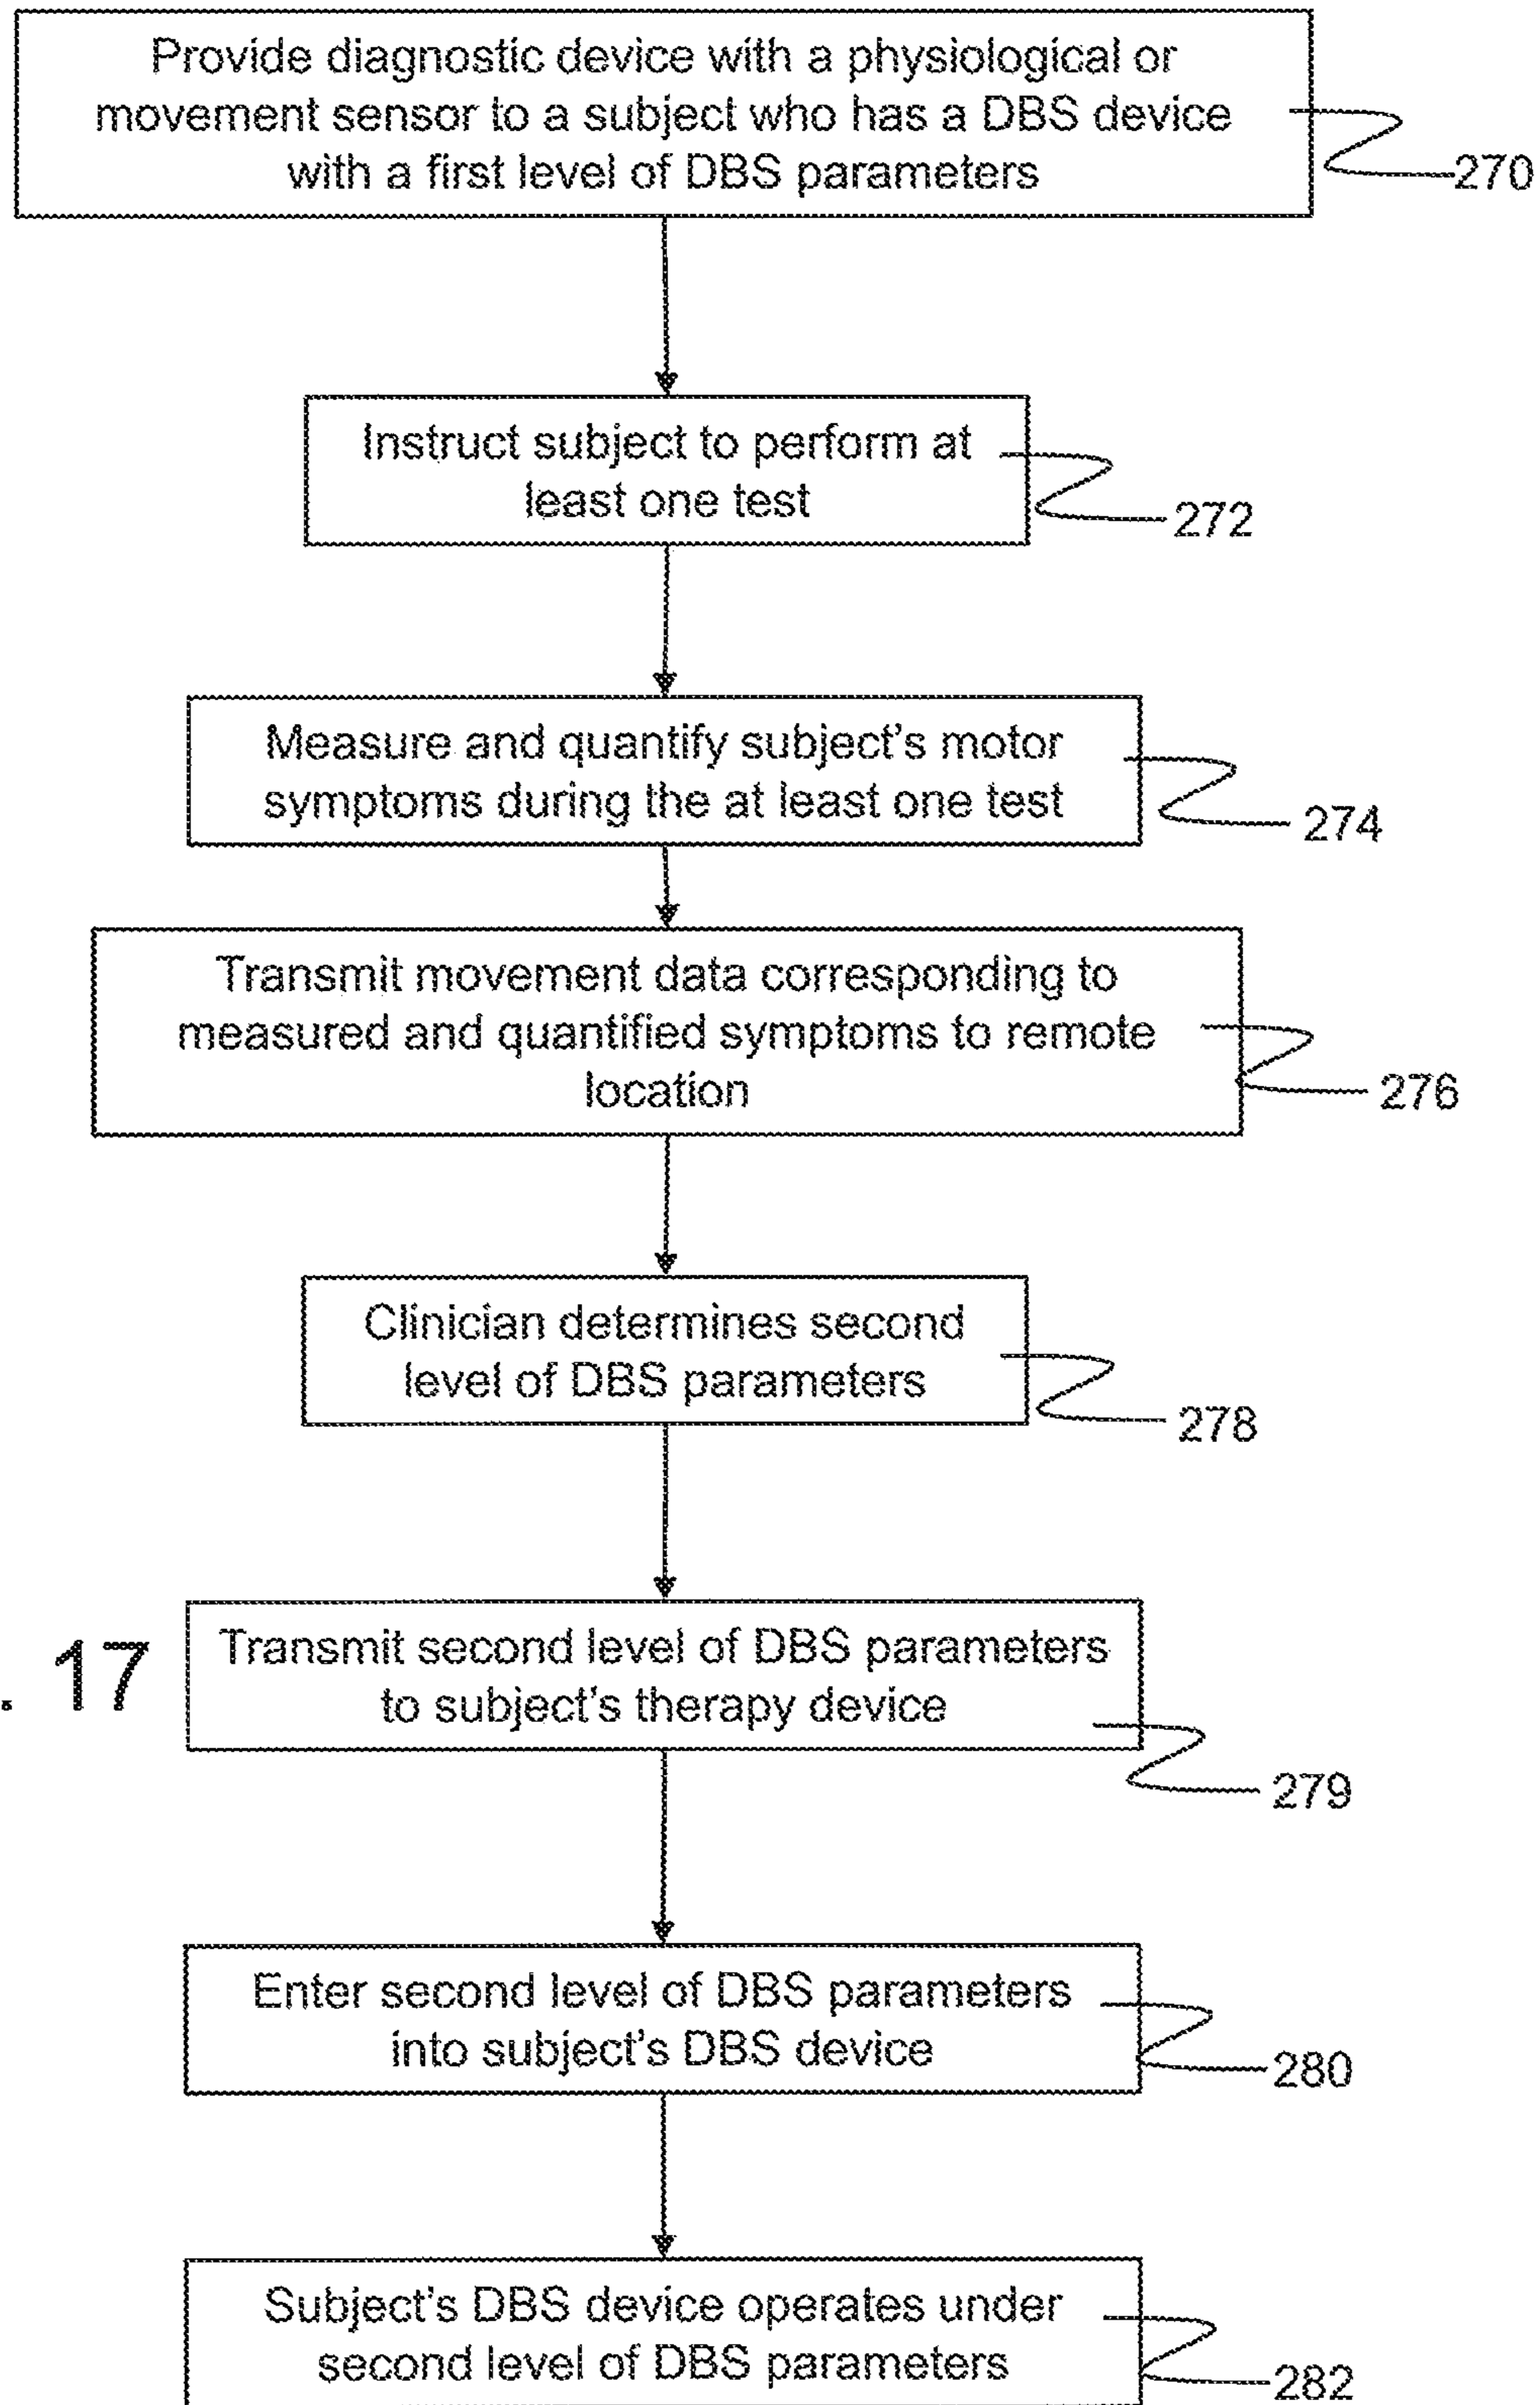 Provide diagnostic device with a physiological or
movement sensor to a subject who has a DBS device
with a first level of DBS parameters
270
Instruct subject to perform at
least one test
272
Measure and quantify subject's motor
symptoms during the at least one test
274
Transmit movement data corresponding to
measured and quantified symptoms to remote
location
276
Clinician determines second
level of DBS parameters
278
. 17
Transmit second level of DBS parameters
to subject's therapy device
279
Enter second level of DBS parameters
into subject's DBS device
280
Subject's DBS device operates under
second level of DBS parameters
282